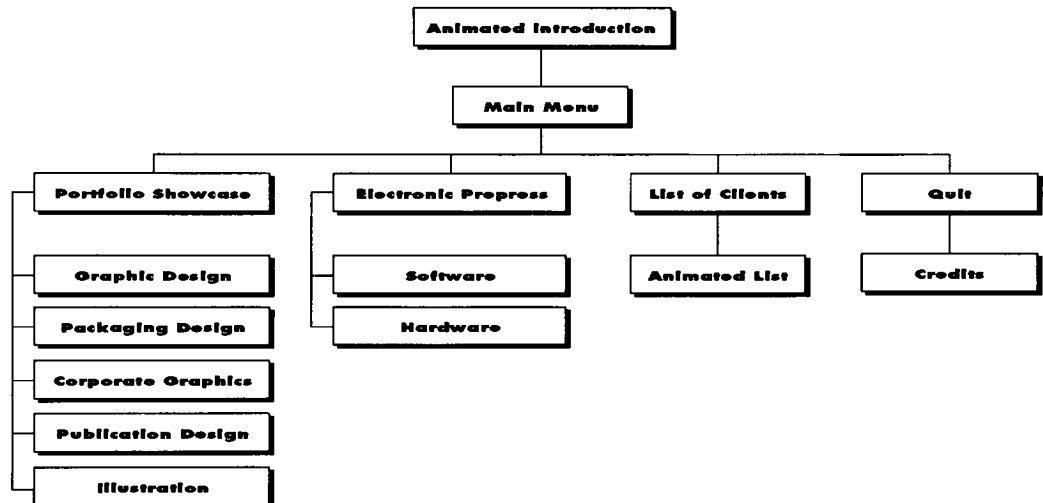 Animated Introduction
Main Menu
Portfolio Showcase
Electronic Prepress
List of Clients
Quit
Graphic Design
Software
Animated List
Credits
Packaging Design
Hardware
Corporate Graphics
Publication Design
Illustration